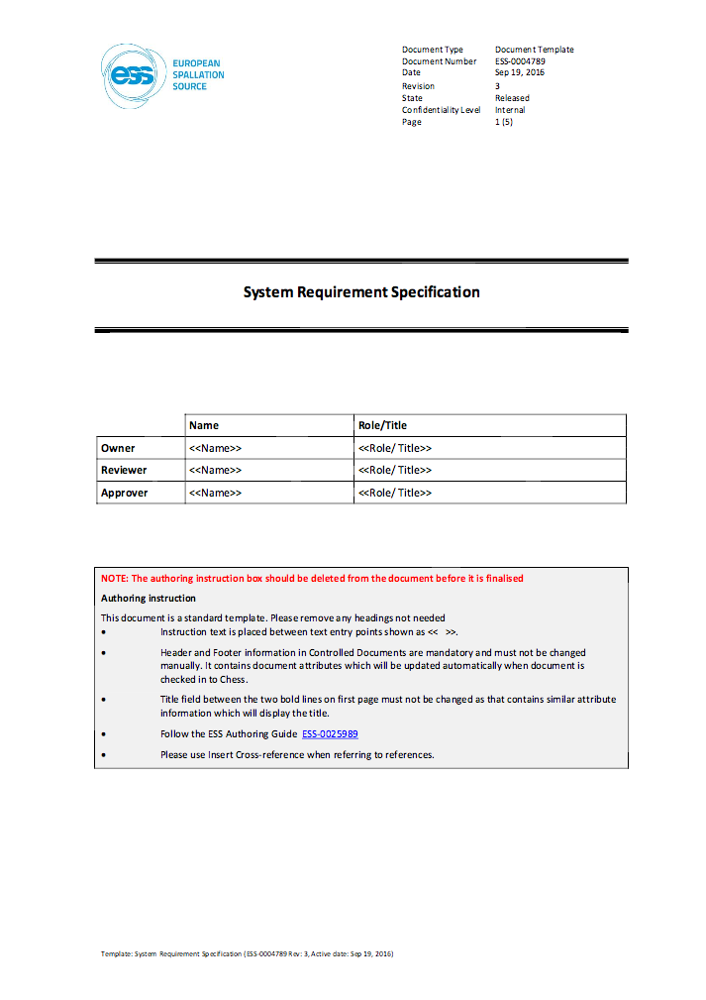 ess
EUROPEAN
SPALLATION
SOURCE
Document Type Document Template
Document Number ESS-0004789
Date Sep 19, 2016
Revision 3
State Released
Confidentiality Level Internal
Page 1 (5)
System Requirement Specification
Name Role/Title
Owner <<Name>> <<Role/ Title>>
Reviewer <<Name>> <<Role/ Title>>
Approver <<Name>> <<Role/ Title>>
NOTE: The authoring instruction box should be deleted from the document before it is finalised
Authoring instruction
This document is a standard template. Please remove any headings not needed
• Instruction text is placed between text entry points shown as << >>.
• Header and Footer information in Controlled Documents are mandatory and must not be changed
manually. It contains document attributes which will be updated automatically when document is
checked in to Chess.
• Title field between the two bold lines on first page must not be changed as that contains similar attribute
information which will display the title.
• Follow the ESS Authoring Guide ESS-0025989
• Please use Insert Cross-reference when referring to references.
Template: System Requirement Specification (ESS-0004789 Rev: 3, Active date: Sep 19, 2016)